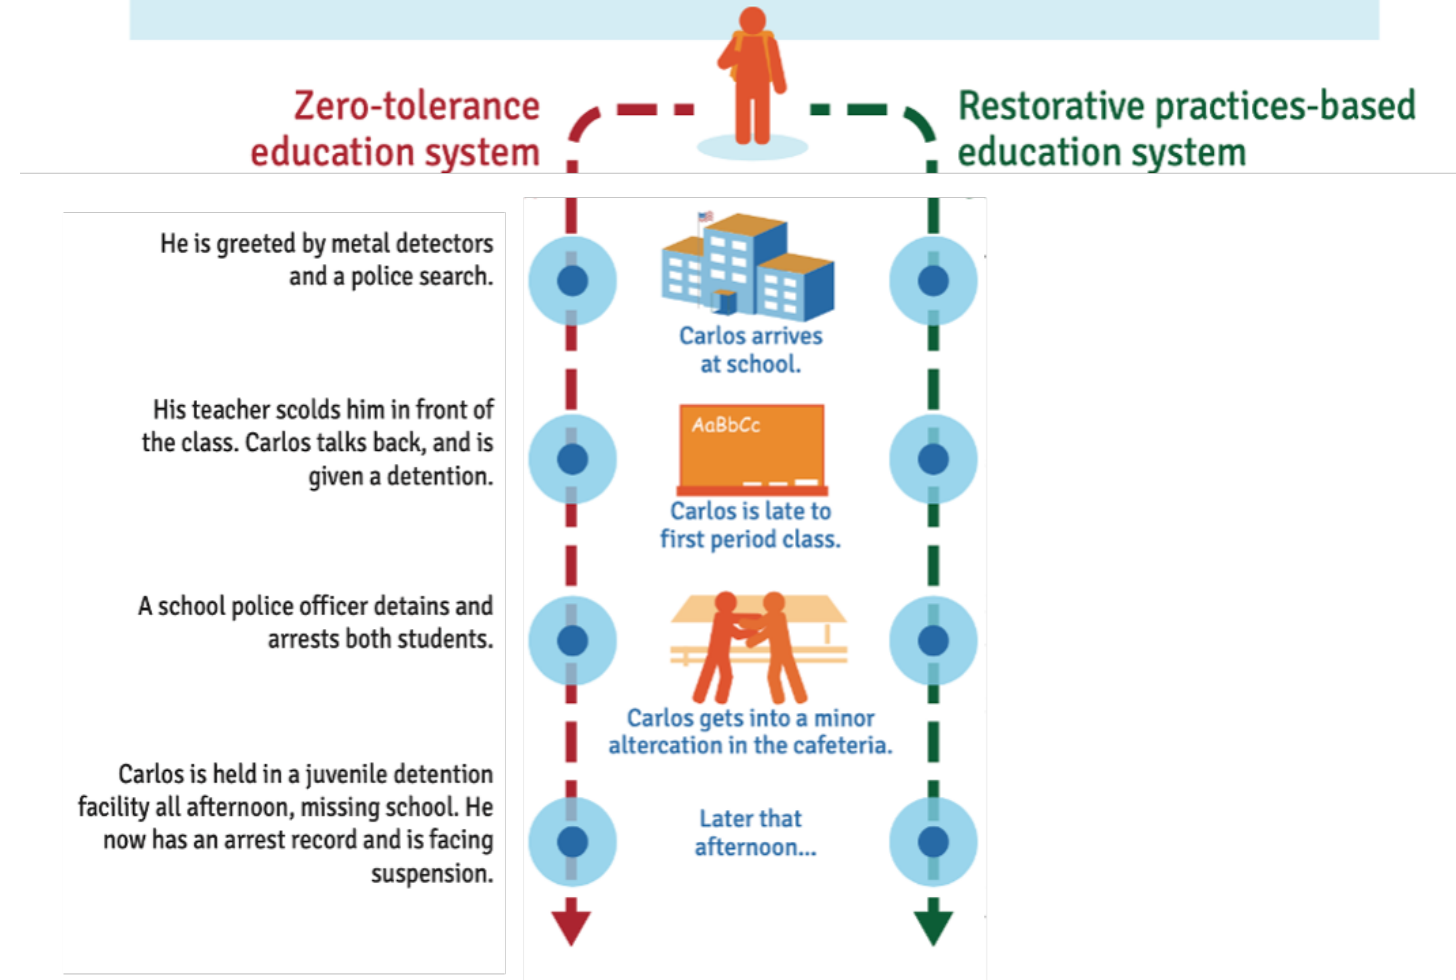 Zero-tolerance
education system
Restorative practices-based
education system
He is greeted by metal detectors
and a police search.
Carlos arrives
at school.
His teacher scolds him in front of
the class. Carlos talks back, and is
given a detention.
AaBbCc
Carlos is late to
first period class.
A school police officer detains and
arrests both students.
Carlos gets into a minor
altercation in the cafeteria.
Carlos is held in a juvenile detention
facility all afternoon, missing school. He
now has an arrest record and is facing
suspension.
Later that
afternoon...